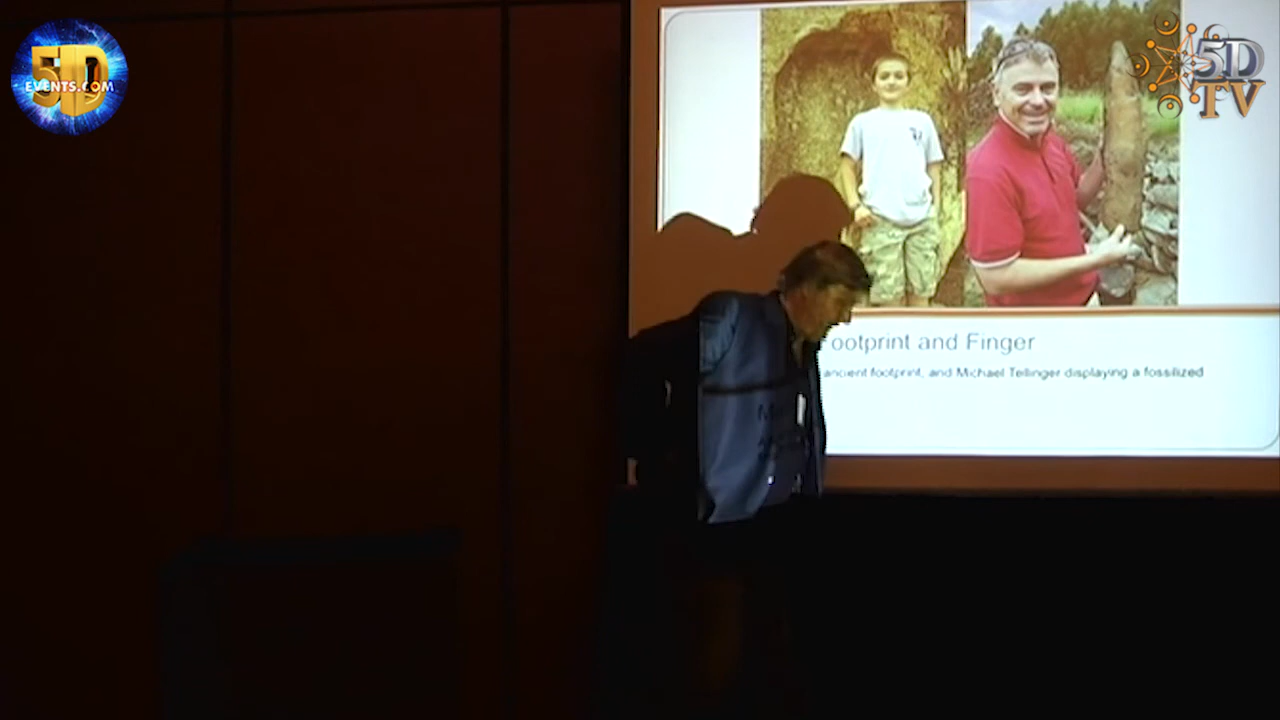 5D
EVENTS.COM
5D
TV
Footprint and Finger
ancient footprint, and Michael Tellinger displaying a fossilized